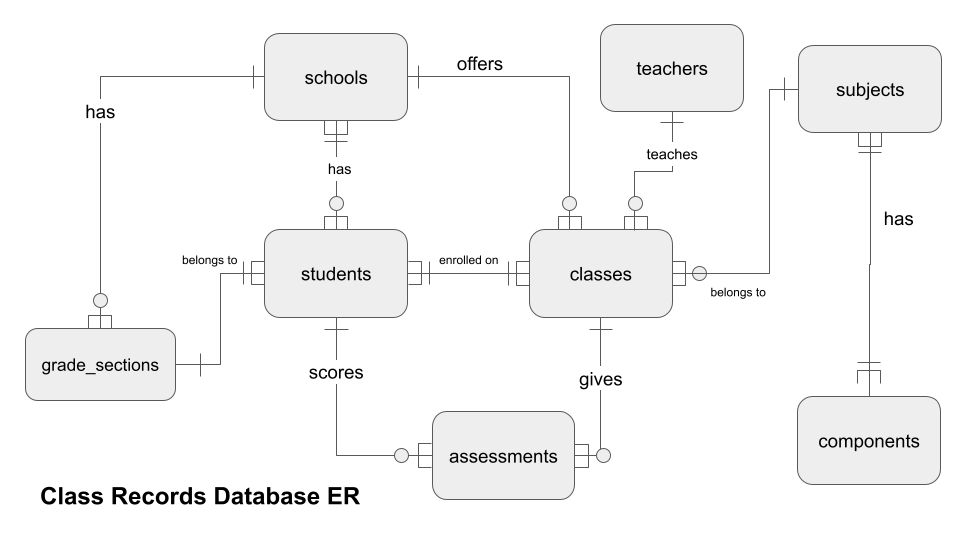 schools
offers
teachers
subjects
has
teaches
has
has
belongs to
students
enrolled on
classes
belongs to
grade_sections
scores
gives
components
assessments
Class Records Database ER